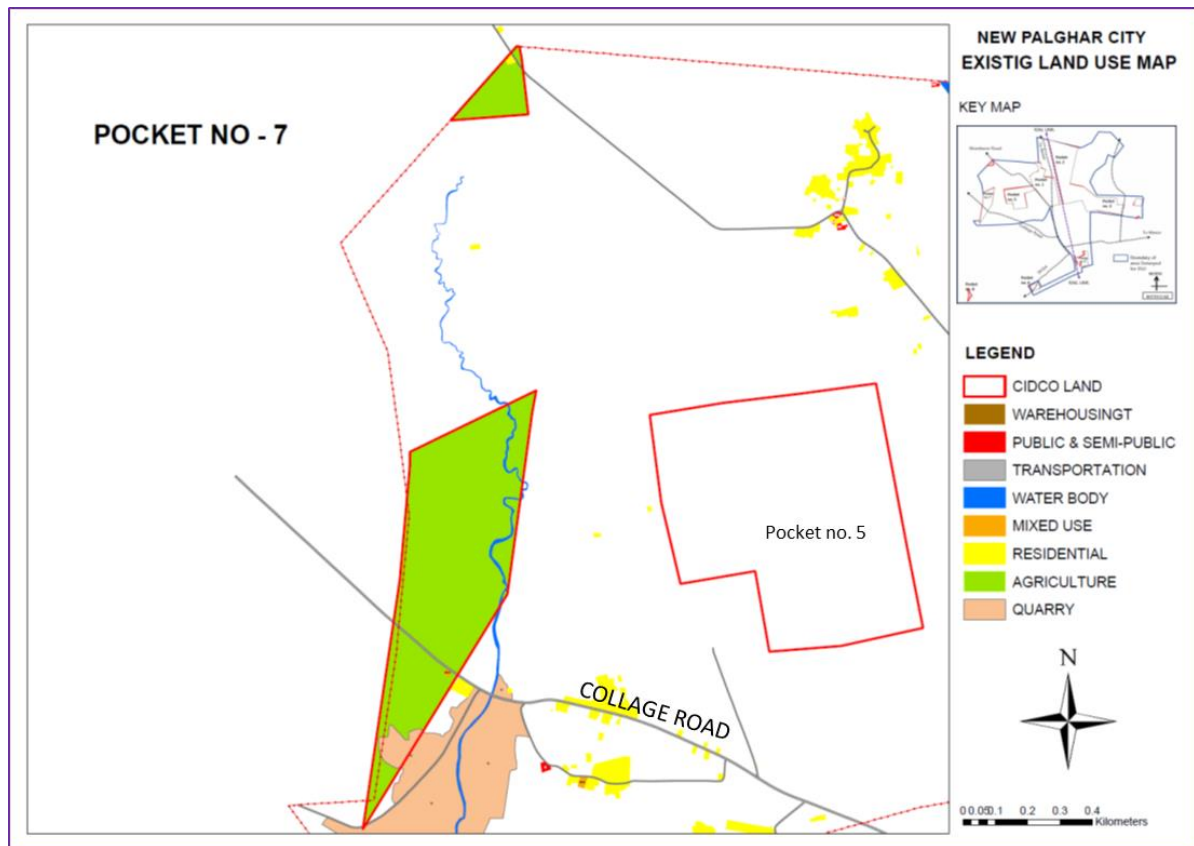 NEW PALGHAR CITY
EXISTIG LAND USE MAP
POCKET NO - 7
KEY MAP
LEGEND
CIDCO LAND
WAREHOUSINGT
PUBLIC & SEMI-PUBLIC
TRANSPORTATION
WATER BODY
MIXED USE
RESIDENTIAL
AGRICULTURE
QUARRY
Pocket no. 5
COLLAGE ROAD
N
0 0.050.1 0.2 0.3 0.4
Kilometers